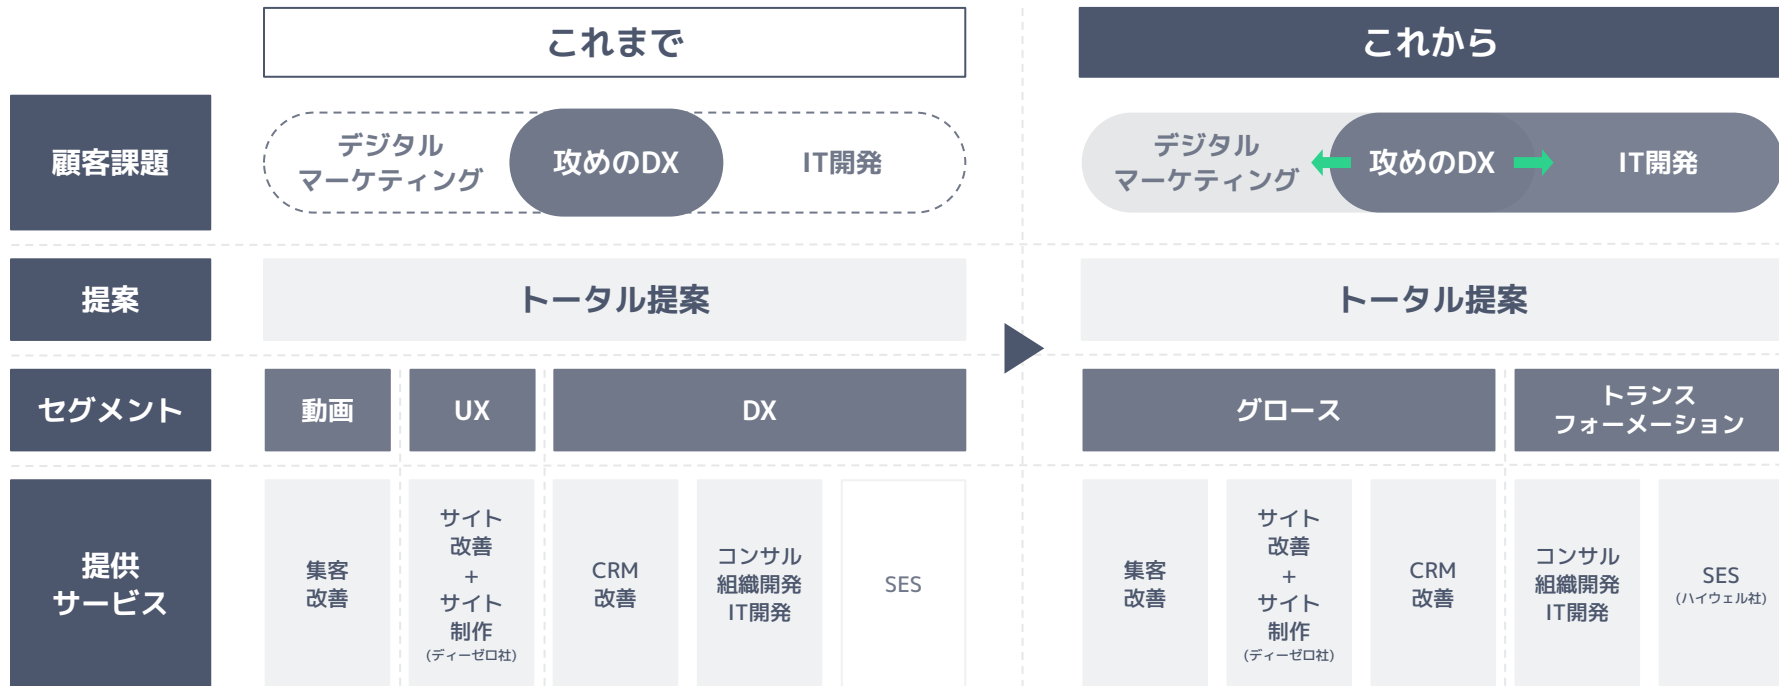 これまで
これから
顧客課題
デジタル
マーケティング
攻めのDX
IT開発
デジタル
マーケティング
攻めのDX
IT開発
提案
トータル提案
トータル提案
セグメント
動画
UX
DX
グロース
トランス
フォーメーション
提供
サービス
集客
改善
サイト
改善
+
サイト
制作
(ディーゼロ社)
CRM
改善
コンサル
組織開発
IT開発
SES
集客
改善
サイト
改善
+
サイト
制作
(ディーゼロ社)
CRM
改善
コンサル
組織開発
IT開発
SES
(ハイウェル社)